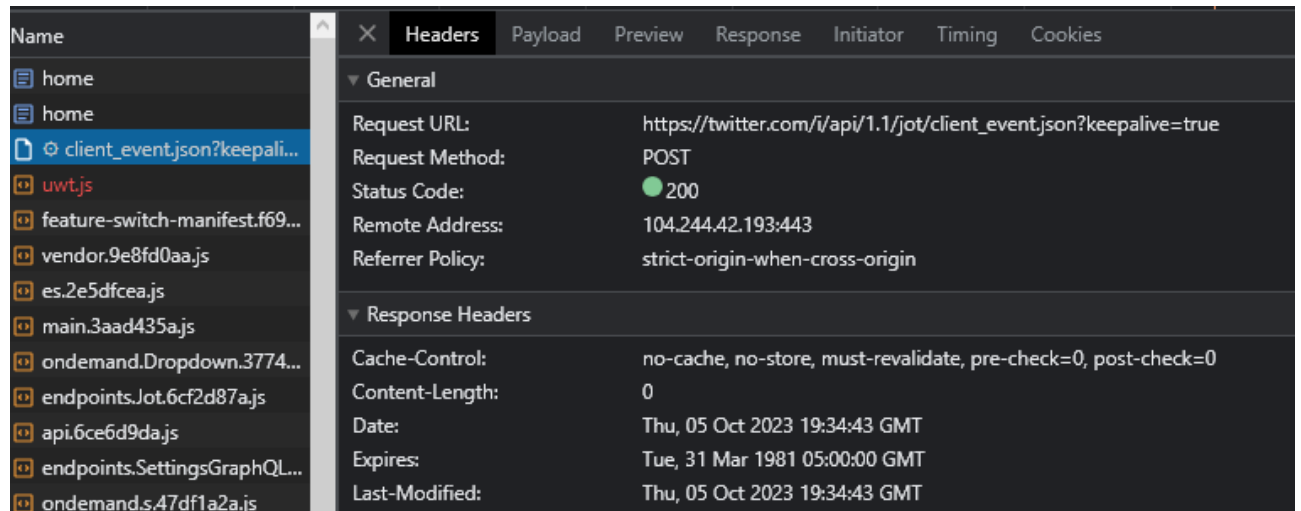 Name
home
home
client_event.json?keepali...
uwt.js
feature-switch-manifest.f69...
vendor.9e8fd0aa.js
es.2e5dfcea.js
main.3aad435a.js
ondemand.Dropdown.3774...
endpoints.Jot.6cf2d87a.js
api.6ce6d9da.js
endpoints.SettingsGraphQL...
ondemand.s.47df1a2a.js
Headers Payload Preview Response Initiator Timing Cookies
General
Request URL: https://twitter.com/i/api/1.1/jot/client_event.json?keepalive=true
Request Method: POST
Status Code: 200
Remote Address: 104.244.42.193:443
Referrer Policy: strict-origin-when-cross-origin
Response Headers
Cache-Control: no-cache, no-store, must-revalidate, pre-check=0, post-check=0
Content-Length: 0
Date: Thu, 05 Oct 2023 19:34:43 GMT
Expires: Tue, 31 Mar 1981 05:00:00 GMT
Last-Modified: Thu, 05 Oct 2023 19:34:43 GMT